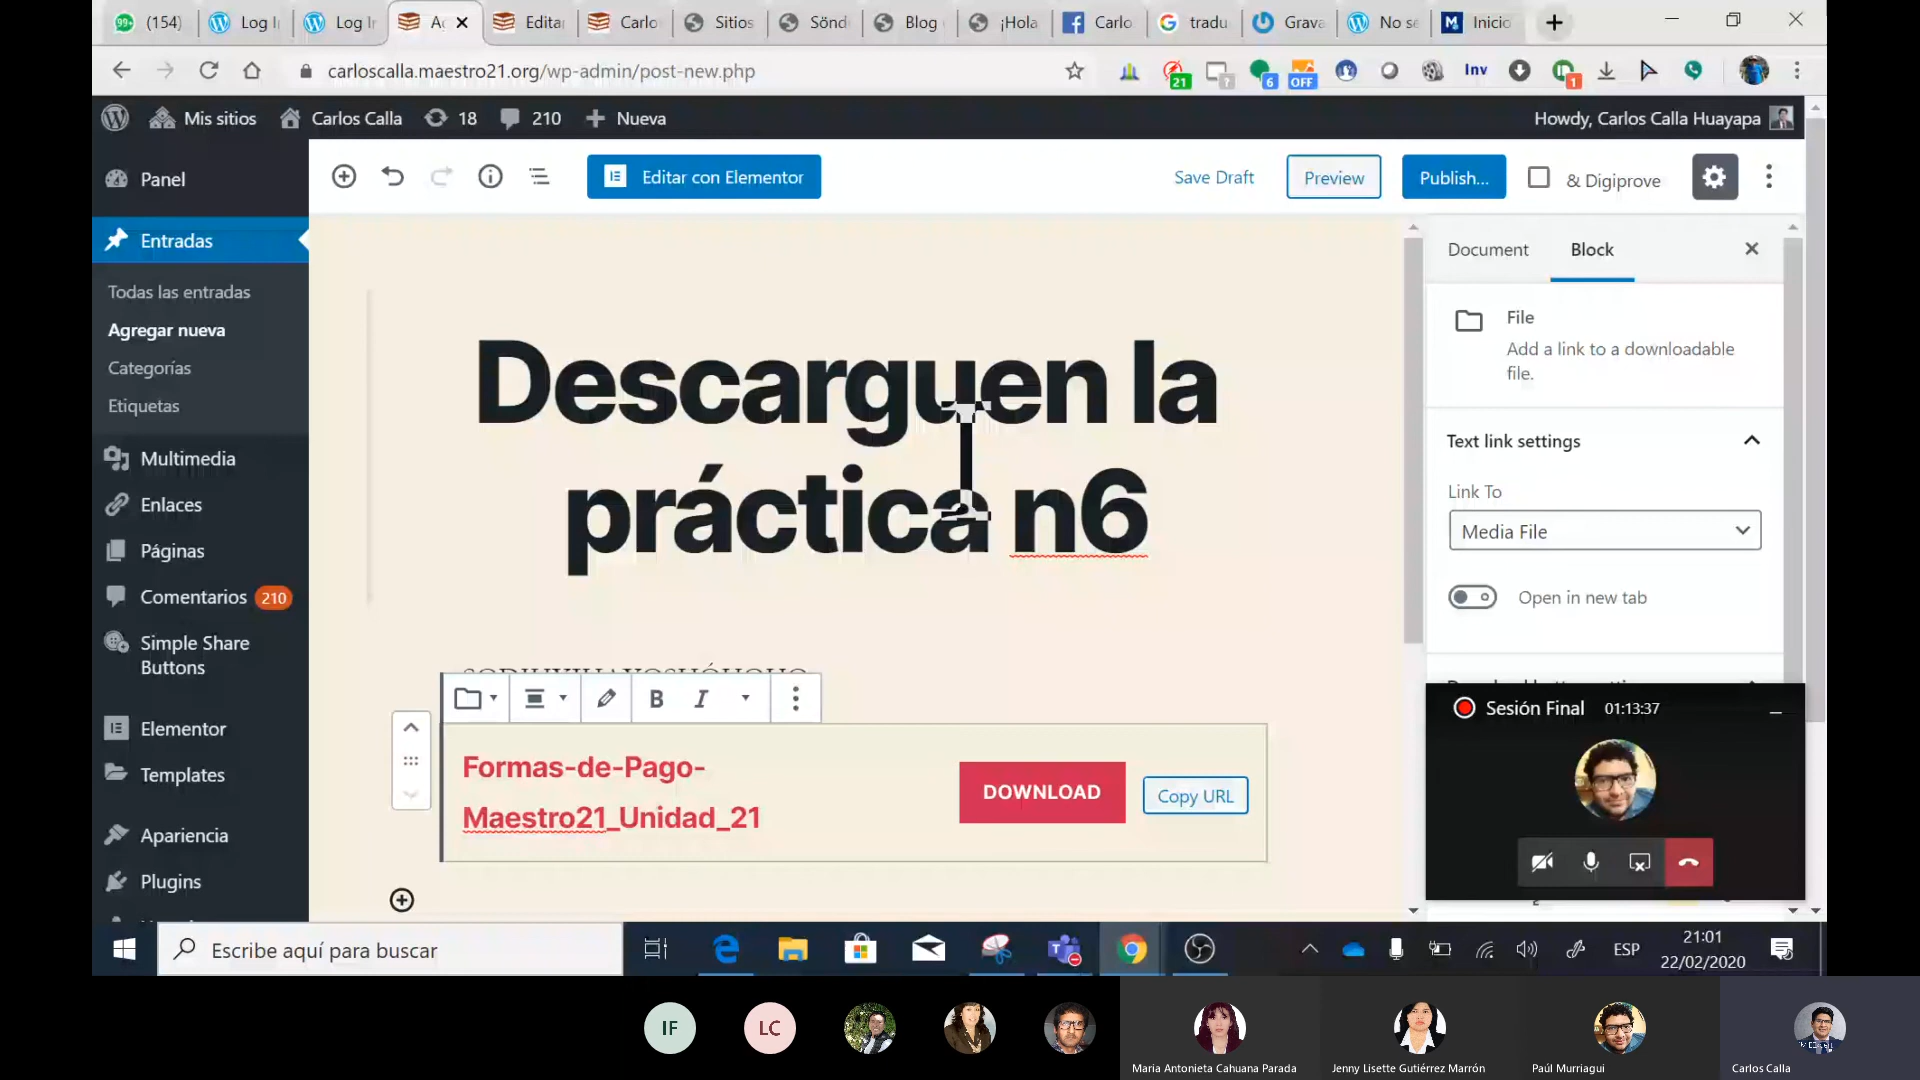 (154)
Log I
Log I
A
Edita
Carlo
Sitios
Sönd
Blog
¡Hola
Carlo
tradu
Grava
No se
Inicio
carloscalla.maestro21.org/wp-admin/post-new.php
21
?
6
OFF
Inv
1
Mis sitios
Carlos Calla
18
210
Nueva
Howdy, Carlos Calla Huayapa
Panel
Entradas
Todas las entradas
Agregar nueva
Categorías
Etiquetas
Multimedia
Enlaces
Páginas
Comentarios 210
Simple Share
Buttons
Elementor
Templates
Apariencia
Plugins
Editar con Elementor
Save Draft
Preview
Publish...
& Digiprove
Descarguen la
práctica n6
B I
Formas-de-Pago-
Maestro21_Unidad_21
DOWNLOAD
Copy URL
Document
Block
File
Add a link to a downloadable
file.
Text link settings
Link To
Media File
Open in new tab
Sesión Final 01:13:37
Escribe aquí para buscar
ESP
21:01
22/02/2020
IF
LC
Maria Antonieta Cahuana Parada
Jenny Lisette Gutiérrez Marrón
Paúl Murriagui
Carlos Calla